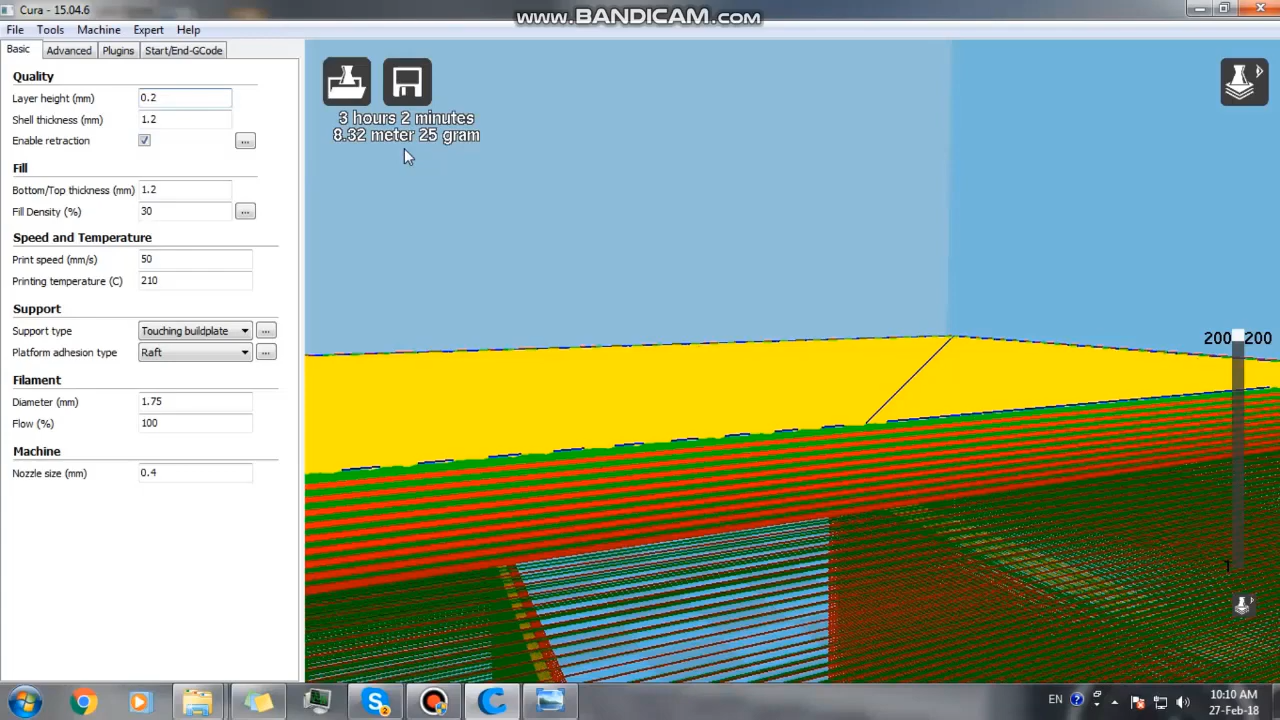 Cura - 15.04.6
www.BANDICAM.com
File Tools Machine Expert Help
Basic Advanced Plugins Start/End-GCode
Quality
Layer height (mm) 0.2
Shell thickness (mm) 1.2
Enable retraction ...
Fill
Bottom/Top thickness (mm) 1.2
Fill Density (%) 30 ...
Speed and Temperature
Print speed (mm/s) 50
Printing temperature (C) 210
Support
Support type Touching buildplate ...
Platform adhesion type Raft ...
Filament
Diameter (mm) 1.75
Flow (%) 100
Machine
Nozzle size (mm) 0.4
3 hours 2 minutes
8.32 meter 25 gram
200 200
1
2
EN
10:10 AM
27-Feb-18